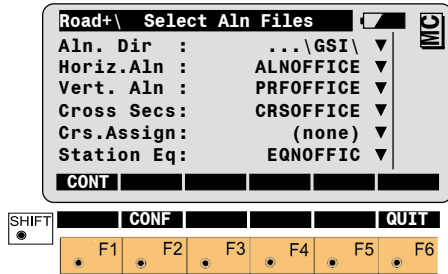 Road+\ Select Aln Files MC
Aln. Dir : ...\GSI\ ▼
Horiz.Aln : ALNOFFICE ▼
Vert. Aln : PRFOFFICE ▼
Cross Secs: CRSOFFICE ▼
Crs.Assign: (none) ▼
Station Eq: EQNOFFIC ▼
CONT
SHIFT CONF QUIT
F1 F2 F3 F4 F5 F6